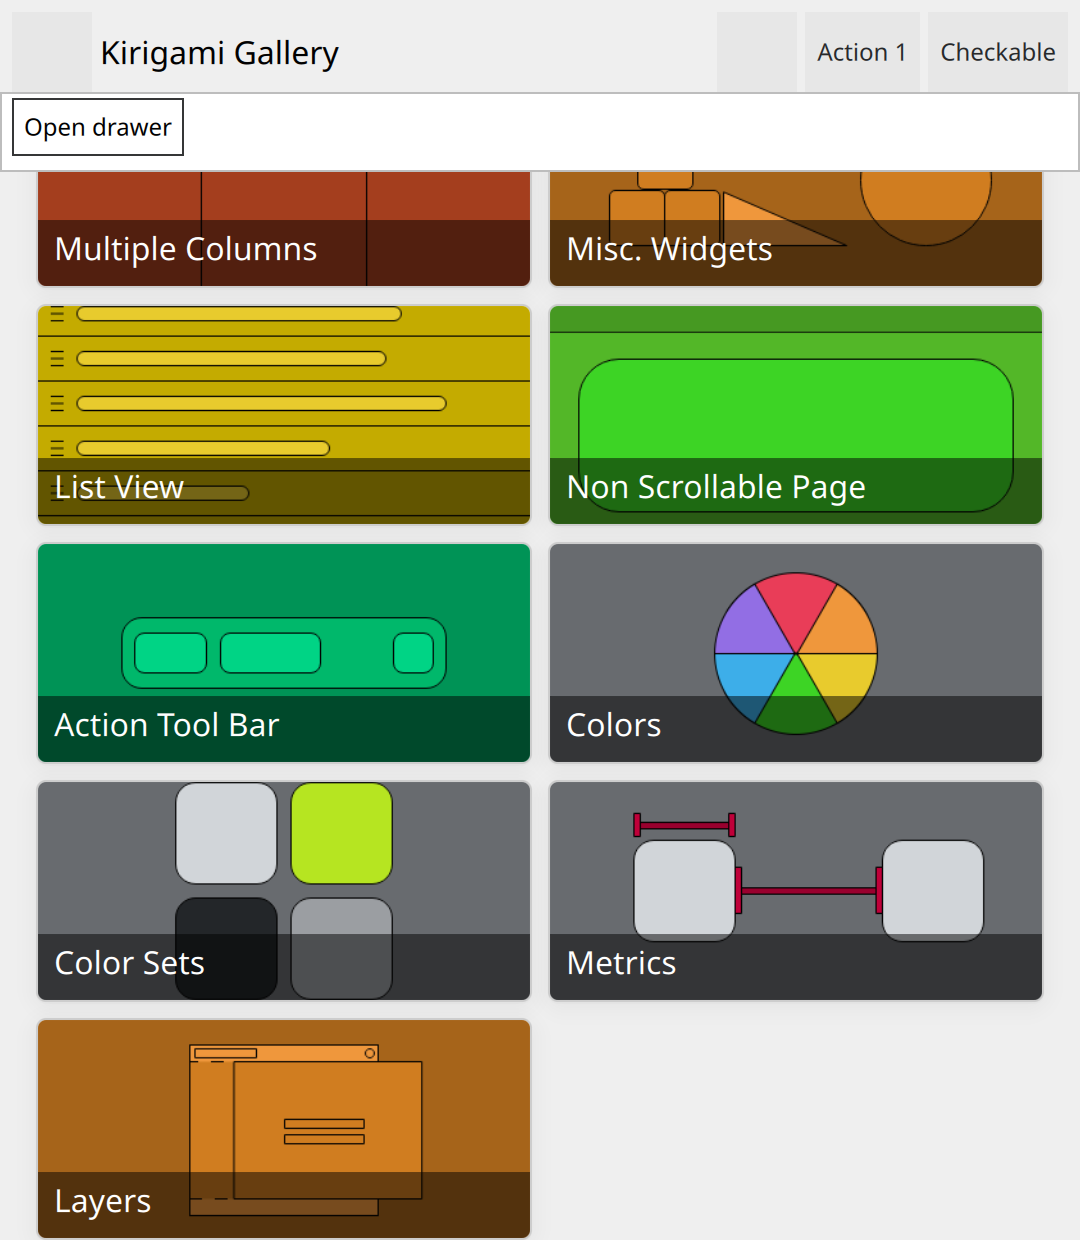 Kirigami Gallery
Action 1
Checkable
Open drawer
Multiple Columns
Misc. Widgets
List View
Non Scrollable Page
Action Tool Bar
Colors
Color Sets
Metrics
Layers